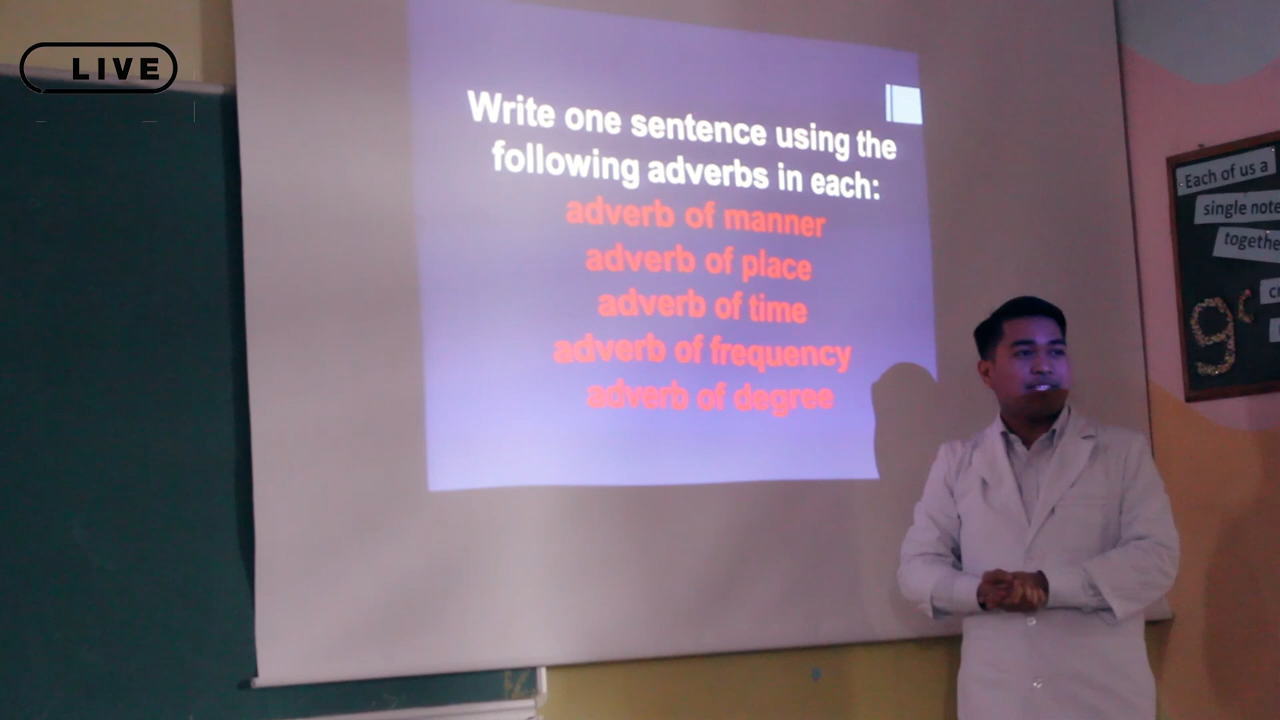 LIVE
Write one sentence using the
following adverbs in each:
adverb of manner
adverb of place
adverb of time
adverb of frequency
adverb of degree
Each of us a
single note
togethe
9